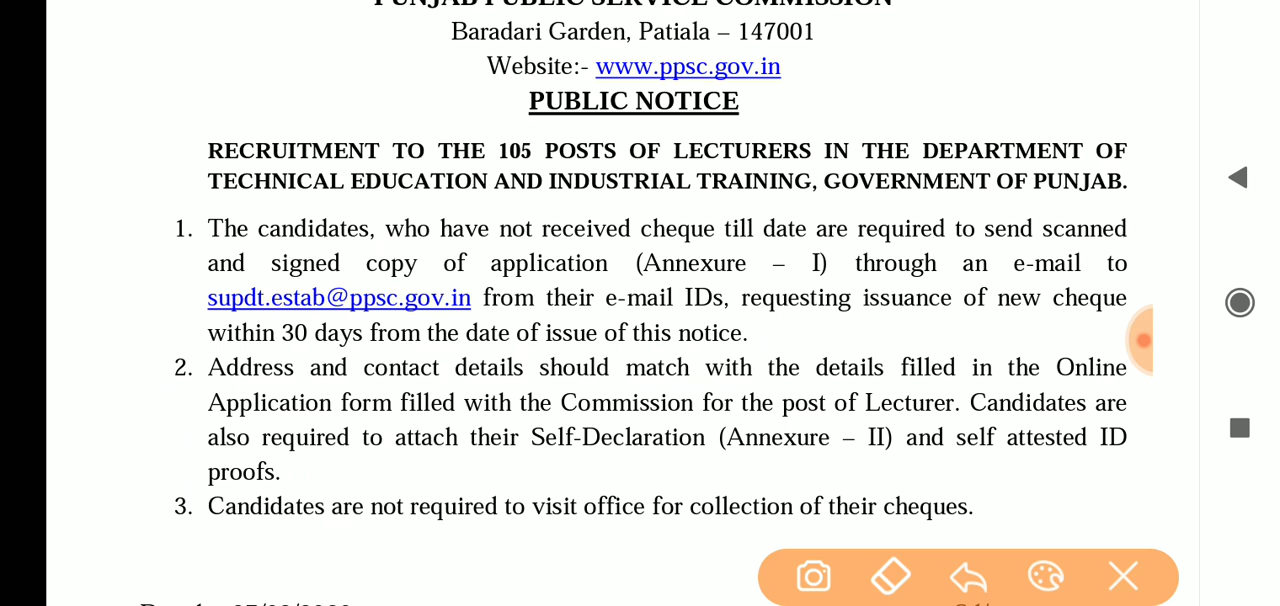 PUNJAB PUBLIC SERVICE COMMISSION
Baradari Garden, Patiala – 147001
Website:- www.ppsc.gov.in
PUBLIC NOTICE
RECRUITMENT TO THE 105 POSTS OF LECTURERS IN THE DEPARTMENT OF
TECHNICAL EDUCATION AND INDUSTRIAL TRAINING, GOVERNMENT OF PUNJAB.
1. The candidates, who have not received cheque till date are required to send scanned
and signed copy of application (Annexure – I) through an e-mail to
supdt.estab@ppsc.gov.in from their e-mail IDs, requesting issuance of new cheque
within 30 days from the date of issue of this notice.
2. Address and contact details should match with the details filled in the Online
Application form filled with the Commission for the post of Lecturer. Candidates are
also required to attach their Self-Declaration (Annexure – II) and self attested ID
proofs.
3. Candidates are not required to visit office for collection of their cheques.